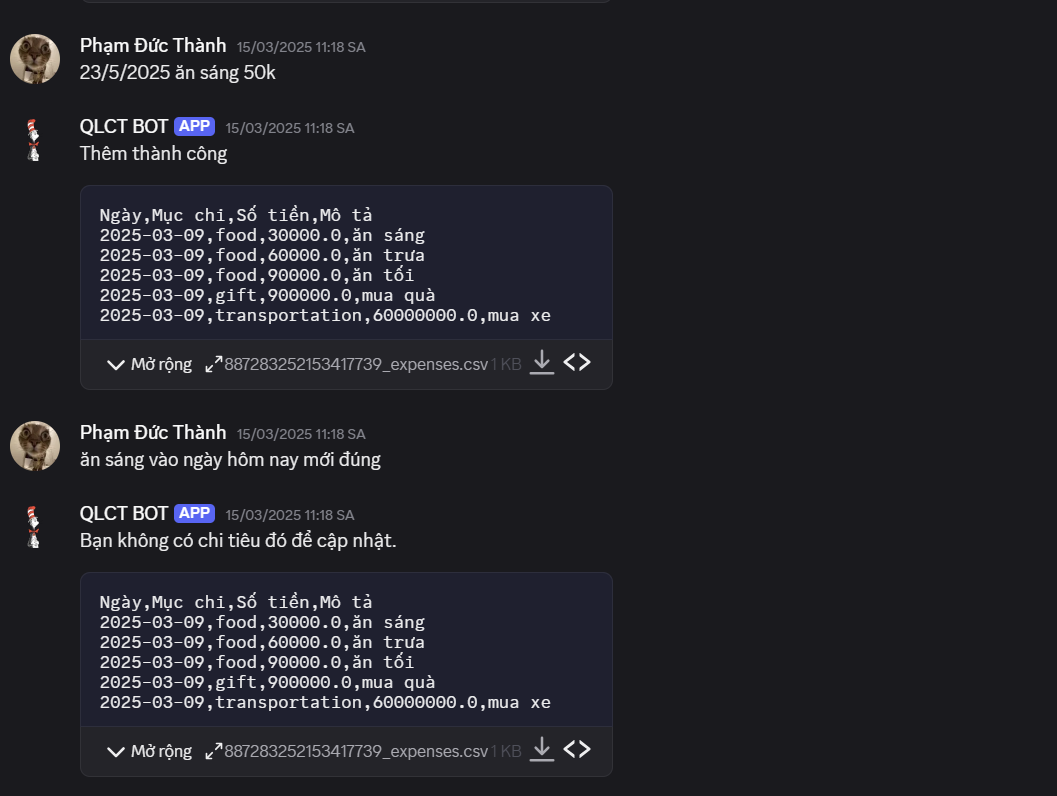 Phạm Đức Thành 15/03/2025 11:18 SA
23/5/2025 ăn sáng 50k
QLCT BOT APP 15/03/2025 11:18 SA
Thêm thành công
Ngày,Mục chi,Số tiền,Mô tả
2025-03-09,food,30000.0,ăn sáng
2025-03-09,food,60000.0,ăn trưa
2025-03-09,food,90000.0,ăn tối
2025-03-09,gift,900000.0,mua quà
2025-03-09,transportation,60000000.0,mua xe
Mở rộng 887283252153417739_expenses.csv 1 KB
Phạm Đức Thành 15/03/2025 11:18 SA
ăn sáng vào ngày hôm nay mới đúng
QLCT BOT APP 15/03/2025 11:18 SA
Bạn không có chi tiêu đó để cập nhật.
Ngày,Mục chi,Số tiền,Mô tả
2025-03-09,food,30000.0,ăn sáng
2025-03-09,food,60000.0,ăn trưa
2025-03-09,food,90000.0,ăn tối
2025-03-09,gift,900000.0,mua quà
2025-03-09,transportation,60000000.0,mua xe
Mở rộng 887283252153417739_expenses.csv 1 KB